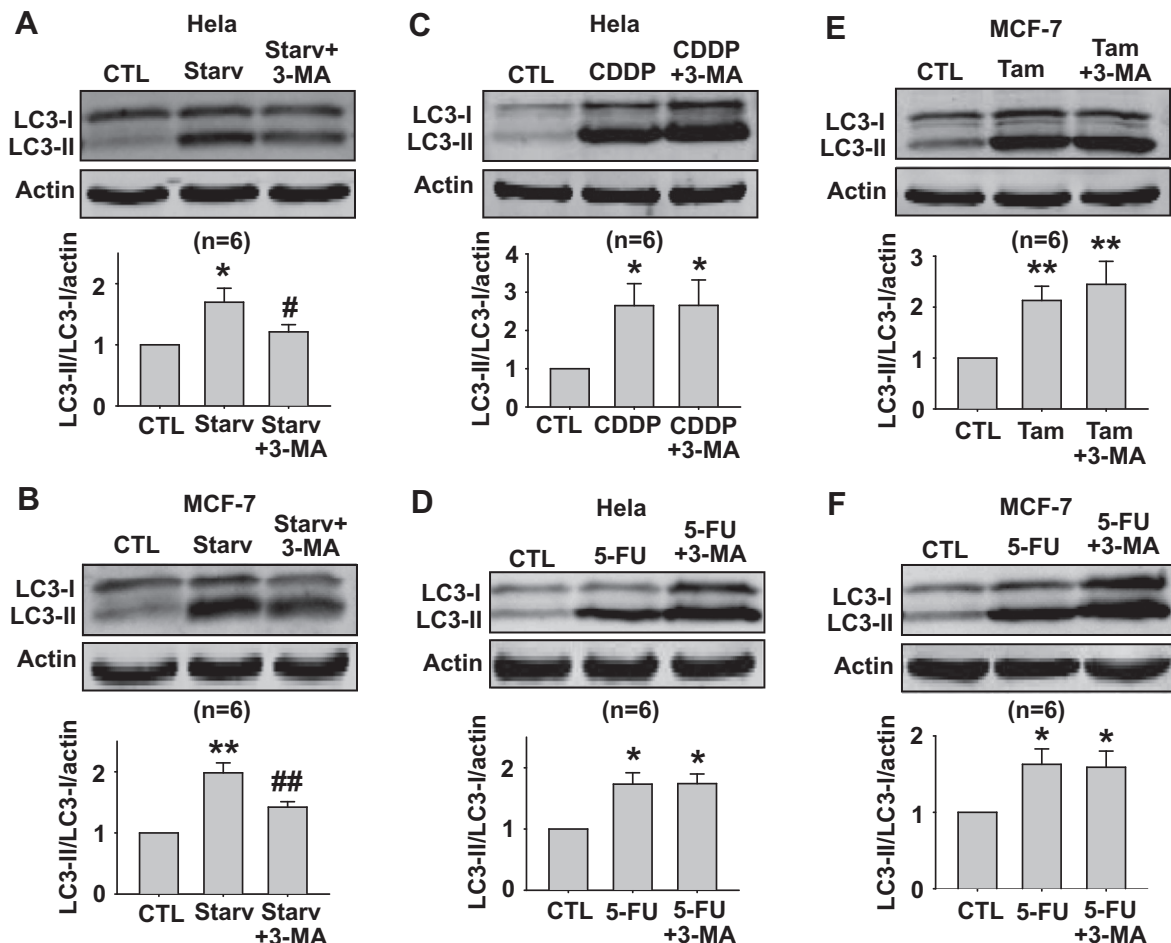 A
Hela
CTL Starv Starv+
3-MA
LC3-I
LC3-II
Actin
(n=6)
LC3-II/LC3-I/actin
2
1
0
*
#
CTL Starv Starv
+3-MA
B
MCF-7
CTL Starv Starv+
3-MA
LC3-I
LC3-II
Actin
(n=6)
LC3-II/LC3-I/actin
2
1
0
**
##
CTL Starv Starv
+3-MA
C
Hela
CTL CDDP CDDP
+3-MA
LC3-I
LC3-II
Actin
(n=6)
LC3-II/LC3-I/actin
4
3
2
1
0
*
*
CTL CDDP CDDP
+3-MA
D
Hela
CTL 5-FU 5-FU
+3-MA
LC3-I
LC3-II
Actin
(n=6)
LC3-II/LC3-I/actin
2
1
0
*
*
CTL 5-FU 5-FU
+3-MA
E
MCF-7
CTL Tam Tam
+3-MA
LC3-I
LC3-II
Actin
(n=6)
LC3-II/LC3-I/actin
3
2
1
0
**
**
CTL Tam Tam
+3-MA
F
MCF-7
CTL 5-FU 5-FU
+3-MA
LC3-I
LC3-II
Actin
(n=6)
LC3-II/LC3-I/actin
2
1
0
*
*
CTL 5-FU 5-FU
+3-MA